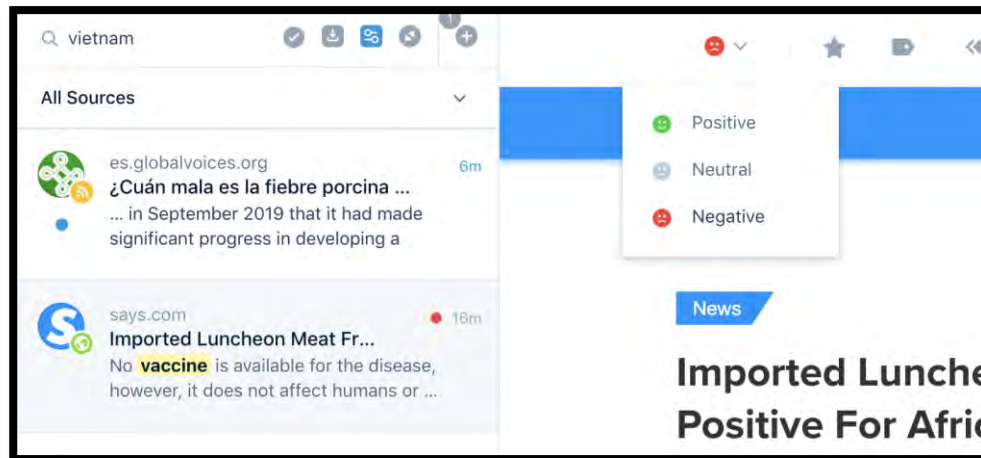 vietnam
1
All Sources
es.globalvoices.org
6m
¿Cuán mala es la fiebre porcina ...
... in September 2019 that it had made
significant progress in developing a
says.com
16m
Imported Luncheon Meat Fr...
No vaccine is available for the disease,
however, it does not affect humans or ...
Positive
Neutral
Negative
News
Imported Lunche
Positive For Afric